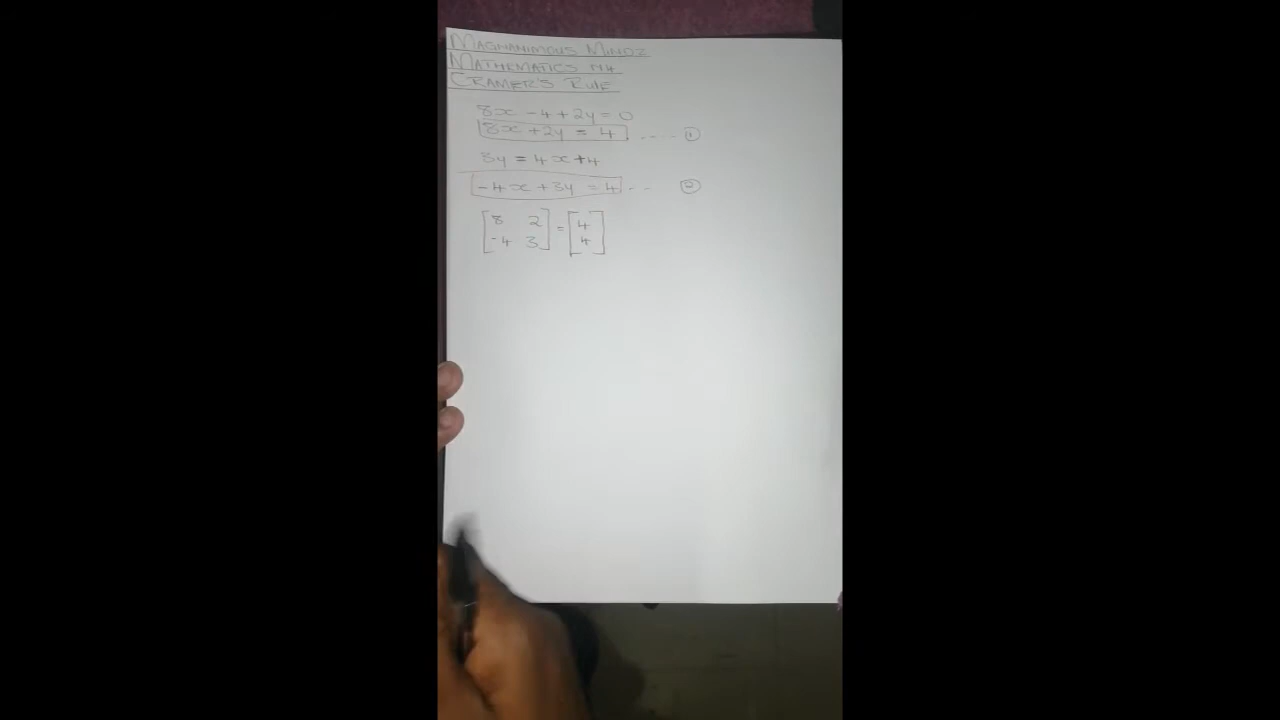 MAGNANIMOUS MINDZ
MATHEMATICS N4
CRAMER'S RULE
8x - 4 + 2y = 0
8x + 2y = 4 .... ①
3y = 4x + 4
-4x + 3y = 4 .. ②
[8 2] = [4]
[-4 3] [4]